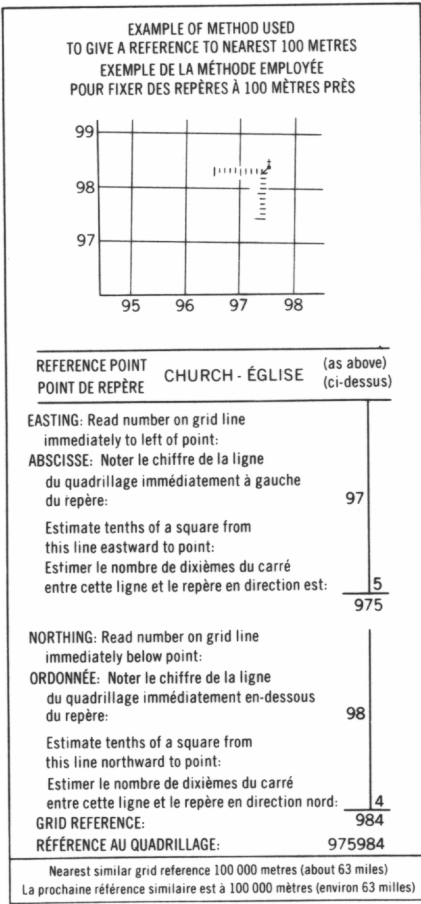 EXAMPLE OF METHOD USED
TO GIVE A REFERENCE TO NEAREST 100 METRES
EXEMPLE DE LA MÉTHODE EMPLOYÉE
POUR FIXER DES REPÈRES À 100 MÈTRES PRÈS
99
98
97
95 96 97 98
REFERENCE POINT
POINT DE REPÈRE
CHURCH - ÉGLISE
(as above)
(ci-dessus)
EASTING: Read number on grid line
immediately to left of point:
ABSCISSE: Noter le chiffre de la ligne
du quadrillage immédiatement à gauche
du repère: 97
Estimate tenths of a square from
this line eastward to point:
Estimer le nombre de dixièmes du carré
entre cette ligne et le repère en direction est: 5
975
NORTHING: Read number on grid line
immediately below point:
ORDONNÉE: Noter le chiffre de la ligne
du quadrillage immédiatement en-dessous
du repère: 98
Estimate tenths of a square from
this line northward to point:
Estimer le nombre de dixièmes du carré
entre cette ligne et le repère en direction nord: 4
GRID REFERENCE: 984
RÉFÉRENCE AU QUADRILLAGE: 975984
Nearest similar grid reference 100 000 metres (about 63 miles)
La prochaine référence similaire est à 100 000 mètres (environ 63 milles)